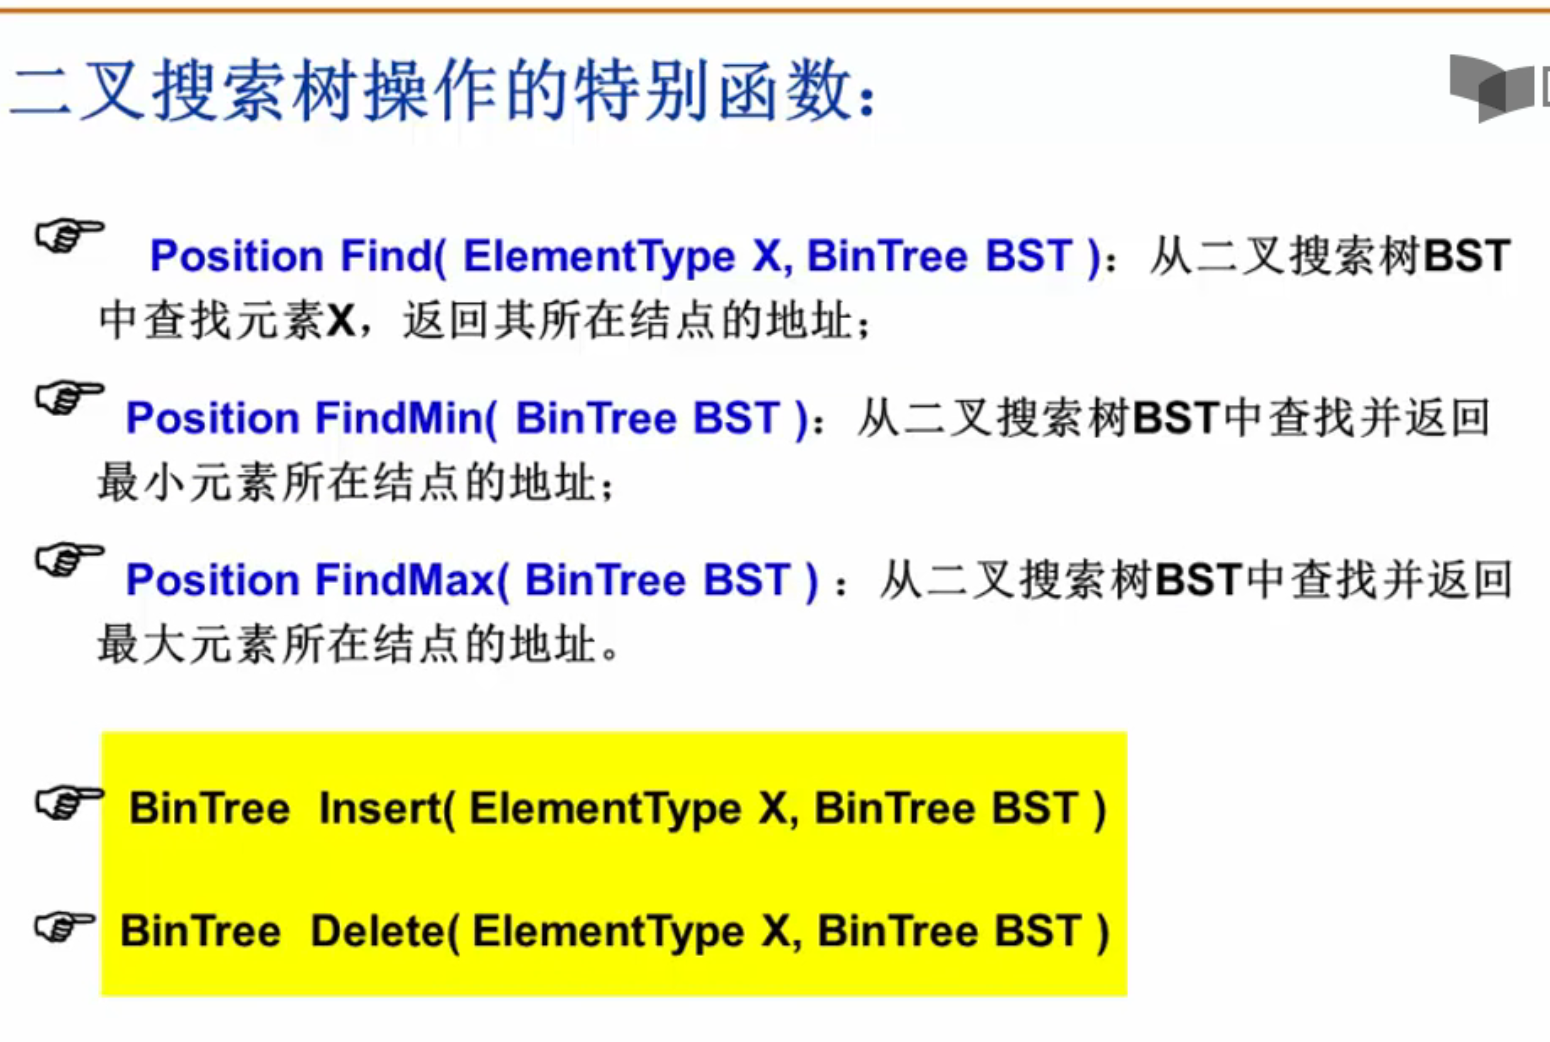 二叉搜索树操作的特别函数：
Position Find( ElementType X, BinTree BST )：从二叉搜索树BST
中查找元素X，返回其所在结点的地址；
Position FindMin( BinTree BST )：从二叉搜索树BST中查找并返回
最小元素所在结点的地址；
Position FindMax( BinTree BST ) ：从二叉搜索树BST中查找并返回
最大元素所在结点的地址。
BinTree Insert( ElementType X, BinTree BST )
BinTree Delete( ElementType X, BinTree BST )